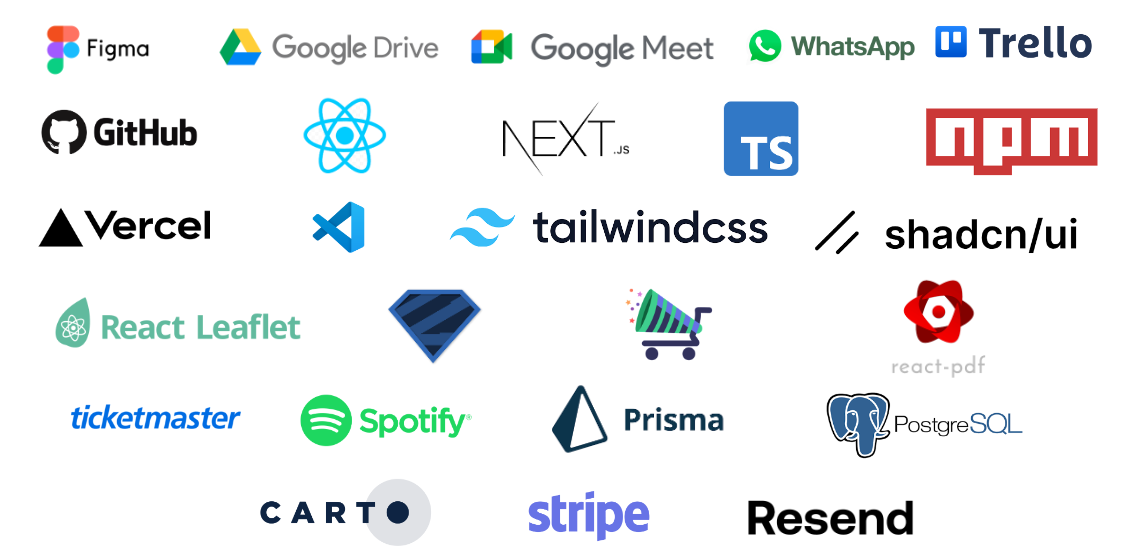 Figma Google Drive Google Meet WhatsApp Trello
GitHub NEXT.JS TS npm
Vercel tailwindcss shadcn/ui
React Leaflet
react-pdf
ticketmaster Spotify® Prisma PostgreSQL
CARTO stripe Resend